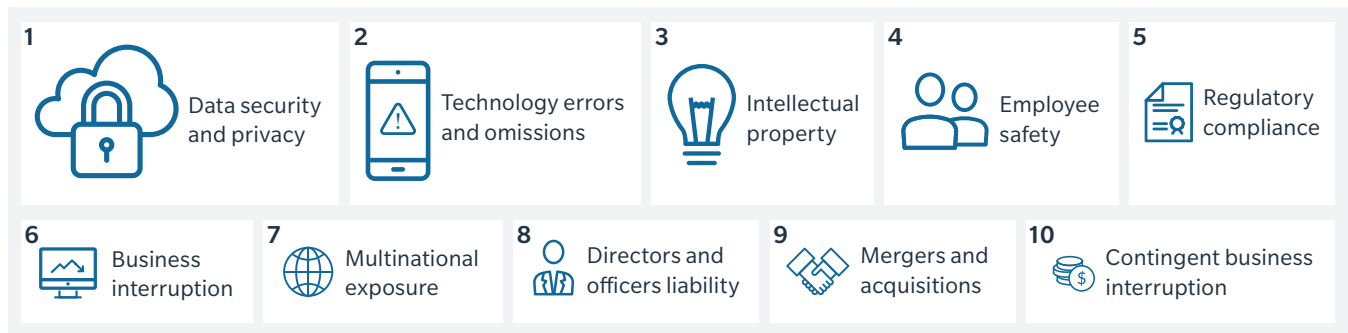 1
Data security
and privacy
2
Technology errors
and omissions
3
Intellectual
property
4
Employee
safety
5
Regulatory
compliance
6
Business
interruption
7
Multinational
exposure
8
Directors and
officers liability
9
Mergers and
acquisitions
10
Contingent business
interruption
$